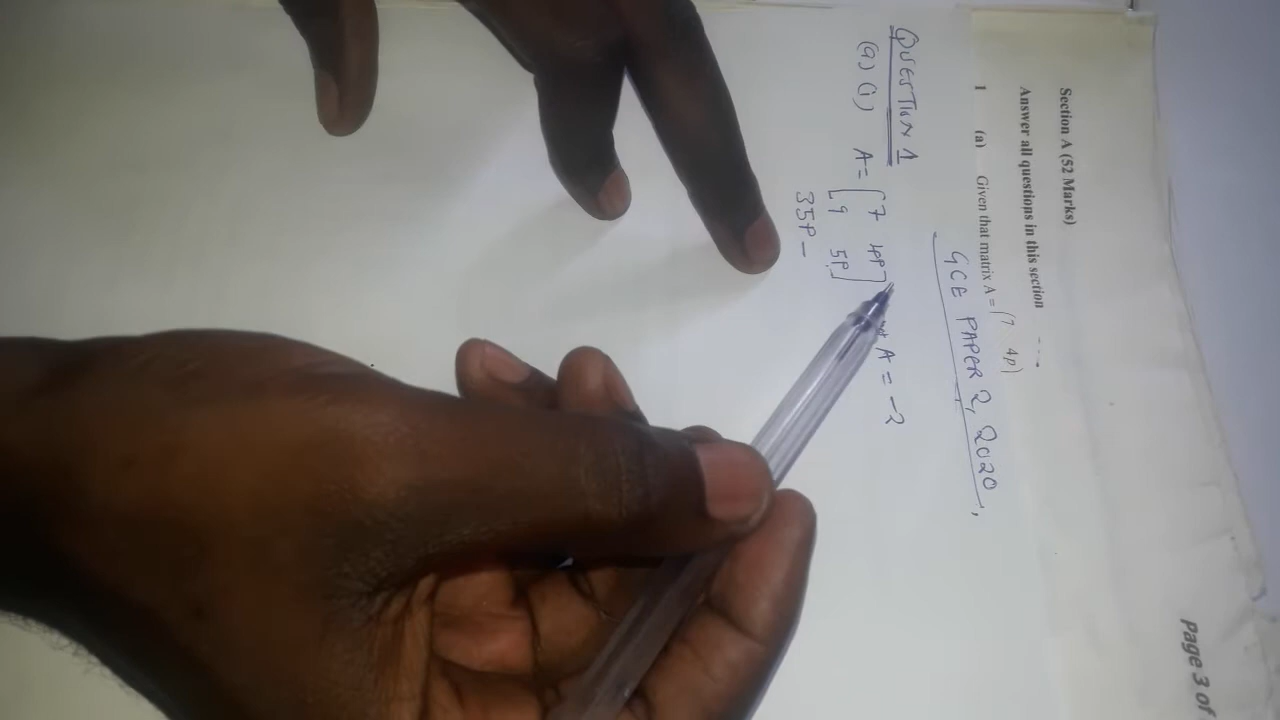 Page 3 of
Section A (52 Marks)
Answer all questions in this section
1 (a) Given that matrix A = (7 4p)
GCE PAPER 2, 2020,
QUESTION 1
(a) (i) A = [7 4p] A = -2
[9 5p]
35p -